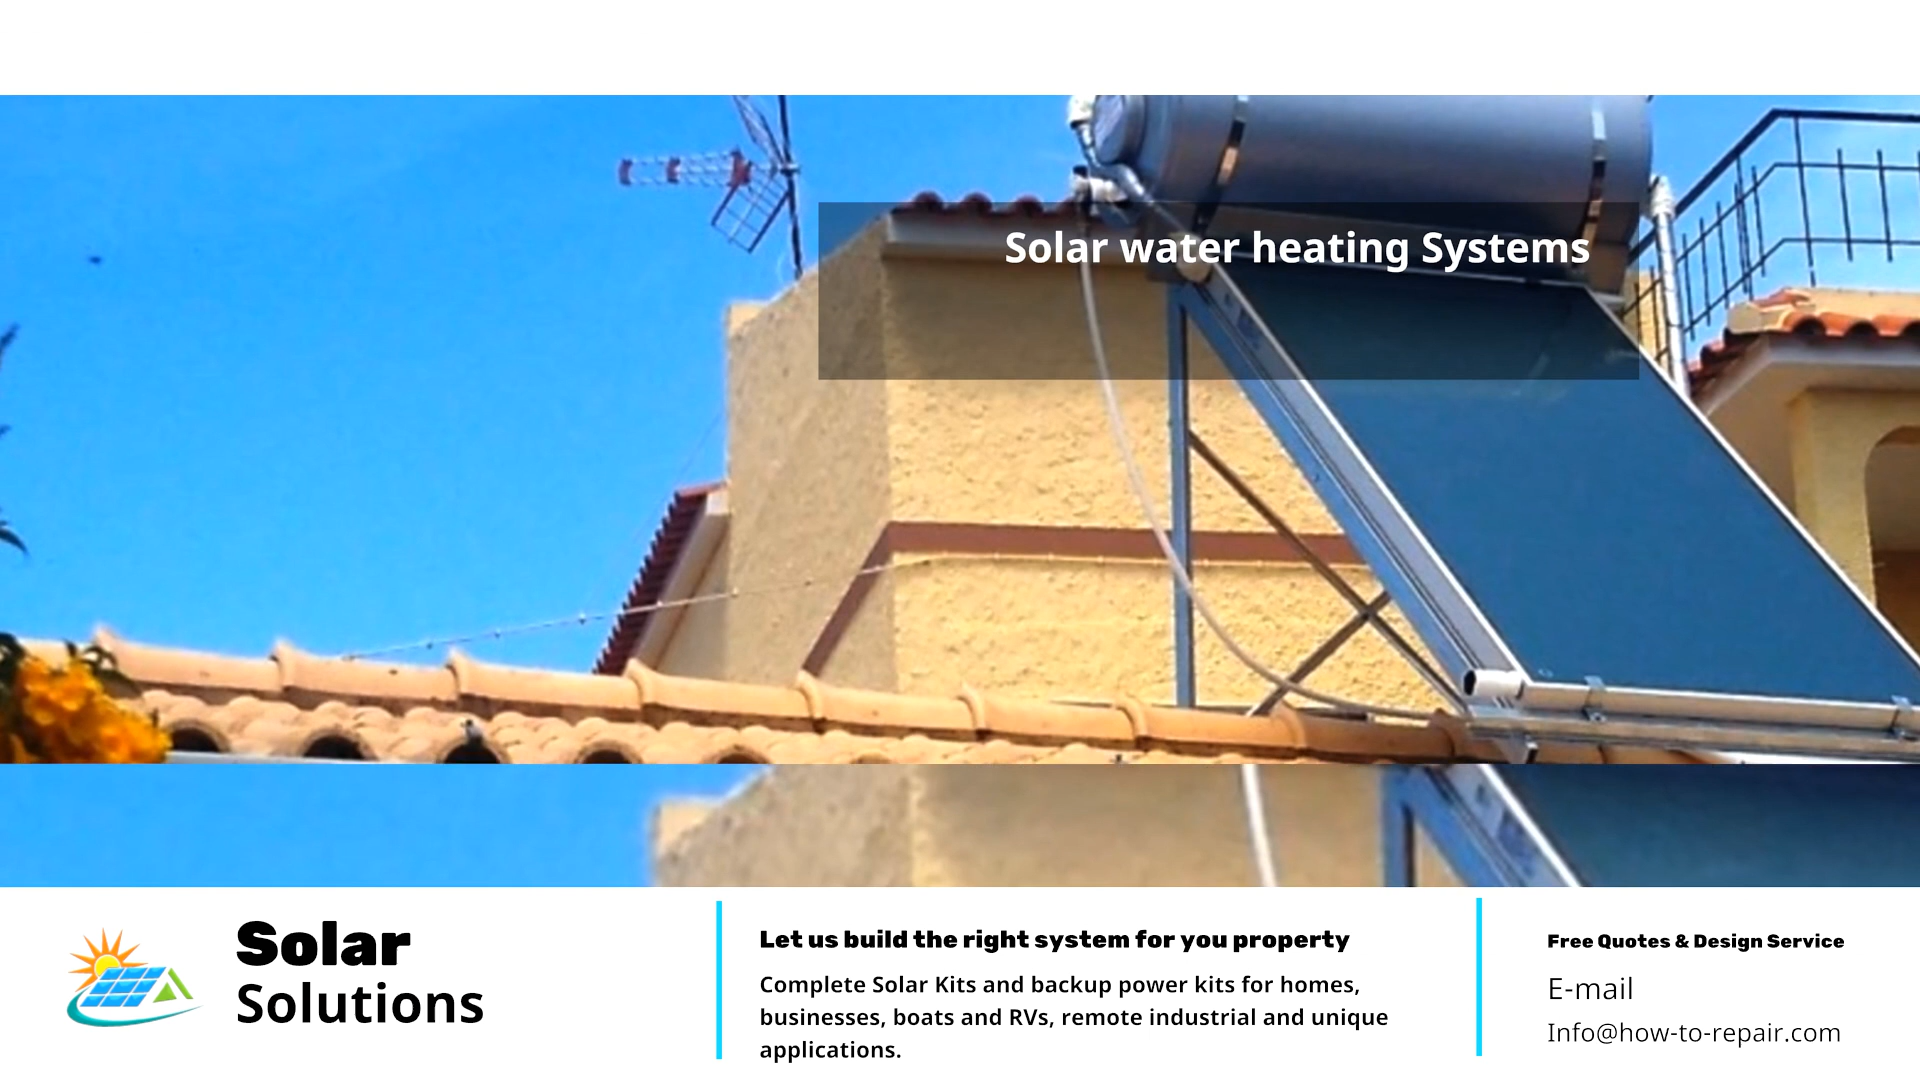 Solar water heating Systems
Solar
Solutions
Let us build the right system for you property
Complete Solar Kits and backup power kits for homes,
businesses, boats and RVs, remote industrial and unique
applications.
Free Quotes & Design Service
E-mail
Info@how-to-repair.com